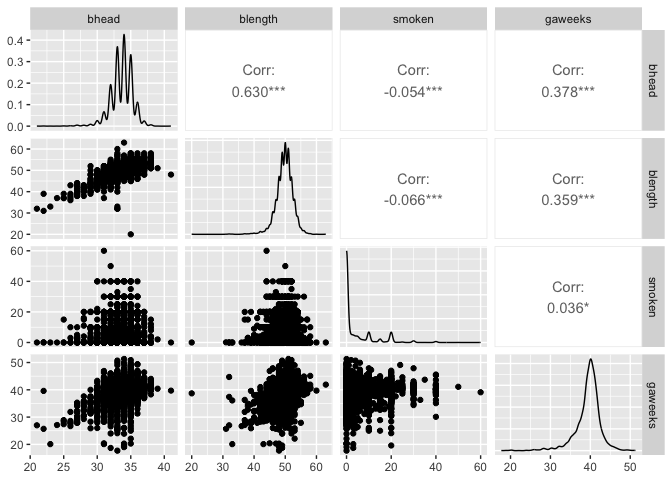 bhead blength smoken gaweeks
0.4
0.3
0.2
0.1
0.0
Corr:
0.630***
Corr:
-0.054***
Corr:
0.378***
bhead
60
50
40
30
20
Corr:
-0.066***
Corr:
0.359***
blength
60
40
20
0
Corr:
0.036*
smoken
50
40
30
20
gaweeks
20 25 30 35 40 20 30 40 50 60 0 20 40 60 20 30 40 50